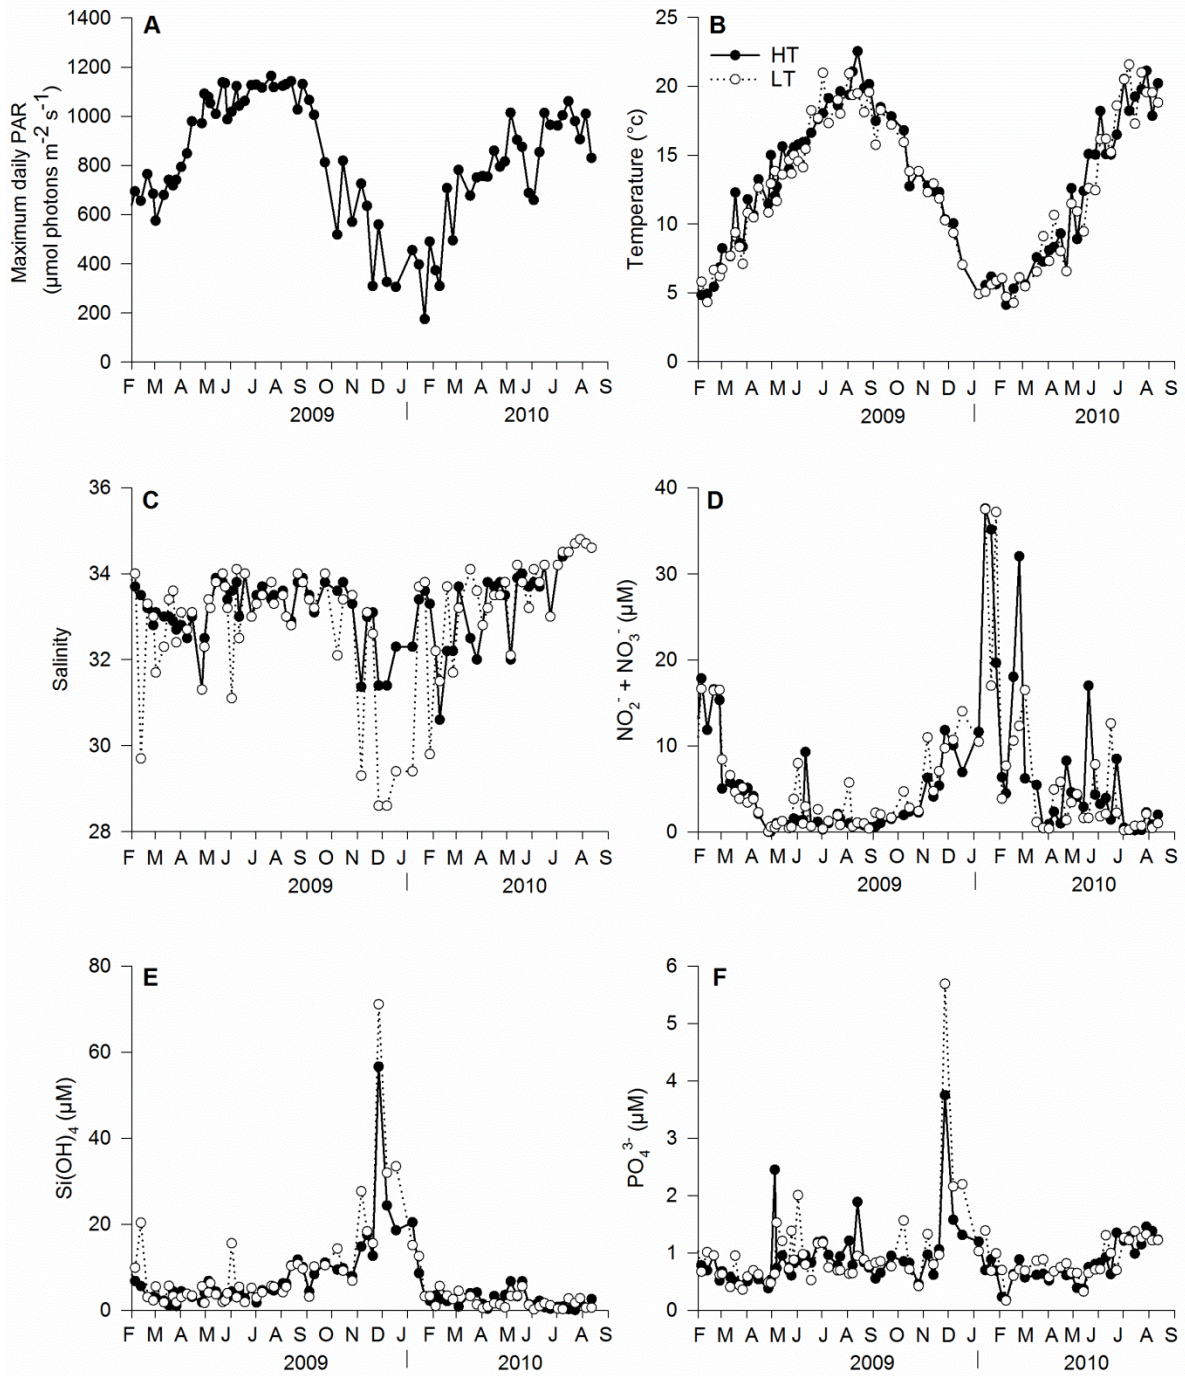 A
Maximum daily PAR
(µmol photons m⁻² s⁻¹)
1400
1200
1000
800
600
400
200
0
F M A M J J A S O N D J F M A M J J A S
2009 2010
B
HT
LT
Temperature (°c)
25
20
15
10
5
0
F M A M J J A S O N D J F M A M J J A S
2009 2010
C
Salinity
36
34
32
30
28
F M A M J J A S O N D J F M A M J J A S
2009 2010
D
NO₂⁻ + NO₃⁻ (µM)
40
30
20
10
0
F M A M J J A S O N D J F M A M J J A S
2009 2010
E
Si(OH)₄ (µM)
80
60
40
20
0
F M A M J J A S O N D J F M A M J J A S
2009 2010
F
PO₄³⁻ (µM)
6
5
4
3
2
1
0
F M A M J J A S O N D J F M A M J J A S
2009 2010